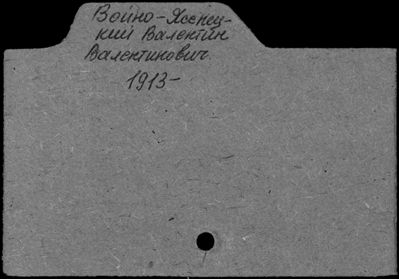 Войно-Ясенец-
кий Валентин
Валентинович.
1913-